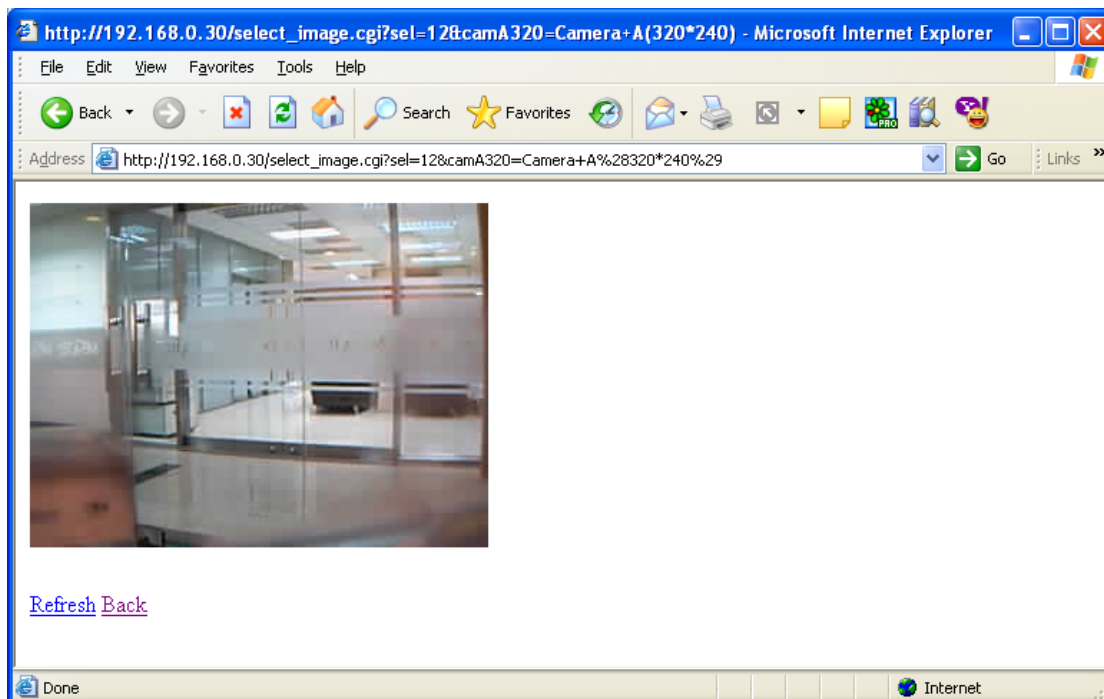 http://192.168.0.30/select_image.cgi?sel=12&camA320=Camera+A(320*240) - Microsoft Internet Explorer
File Edit View Favorites Tools Help
Back Search Favorites PRO
Address http://192.168.0.30/select_image.cgi?sel=12&camA320=Camera+A%28320*240%29 Go Links »
Refresh Back
Done Internet